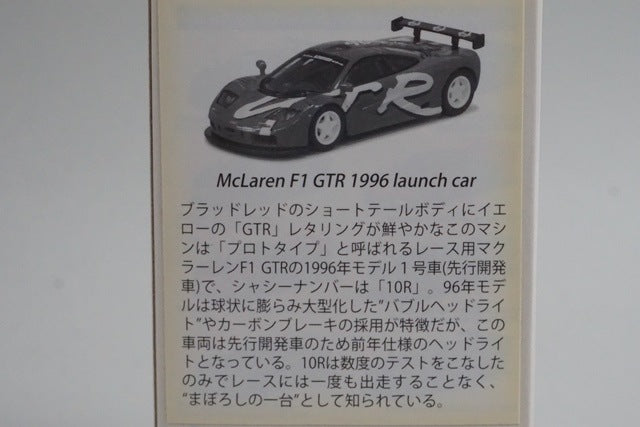 GTR
McLaren F1 GTR 1996 launch car
ブラッドレッドのショートテールボディにイエ
ローの「GTR」レタリングが鮮やかなこのマシ
ンは「プロトタイプ」と呼ばれるレース用マク
ラーレンF1 GTRの1996年モデル１号車(先行開発
車)で、シャシーナンバーは「10R」。96年モデ
ルは球状に膨らみ大型化した"バブルヘッドライ
ト"やカーボンブレーキの採用が特徴だが、この
車両は先行開発車のため前年仕様のヘッドライ
トとなっている。10Rは数度のテストをこなした
のみでレースには一度も出走することなく、
"まぼろしの一台"として知られている。